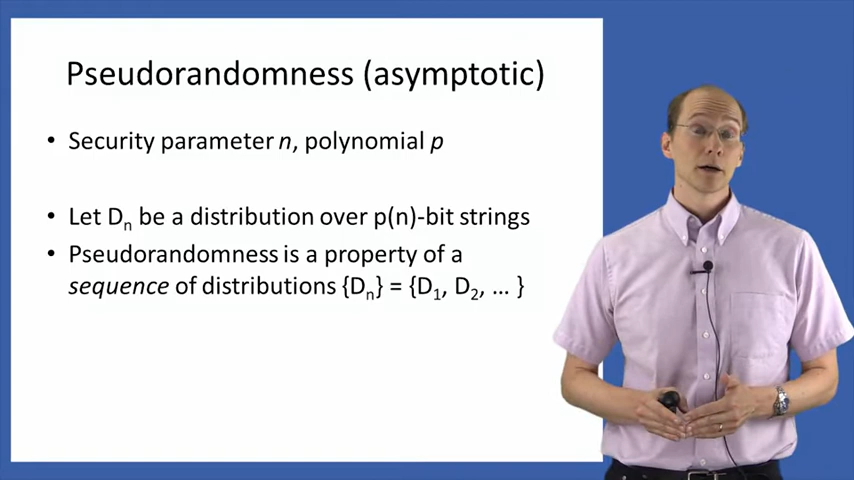 Pseudorandomness (asymptotic)
• Security parameter n, polynomial p
• Let Dₙ be a distribution over p(n)-bit strings
• Pseudorandomness is a property of a
sequence of distributions {Dₙ} = {D₁, D₂, … }